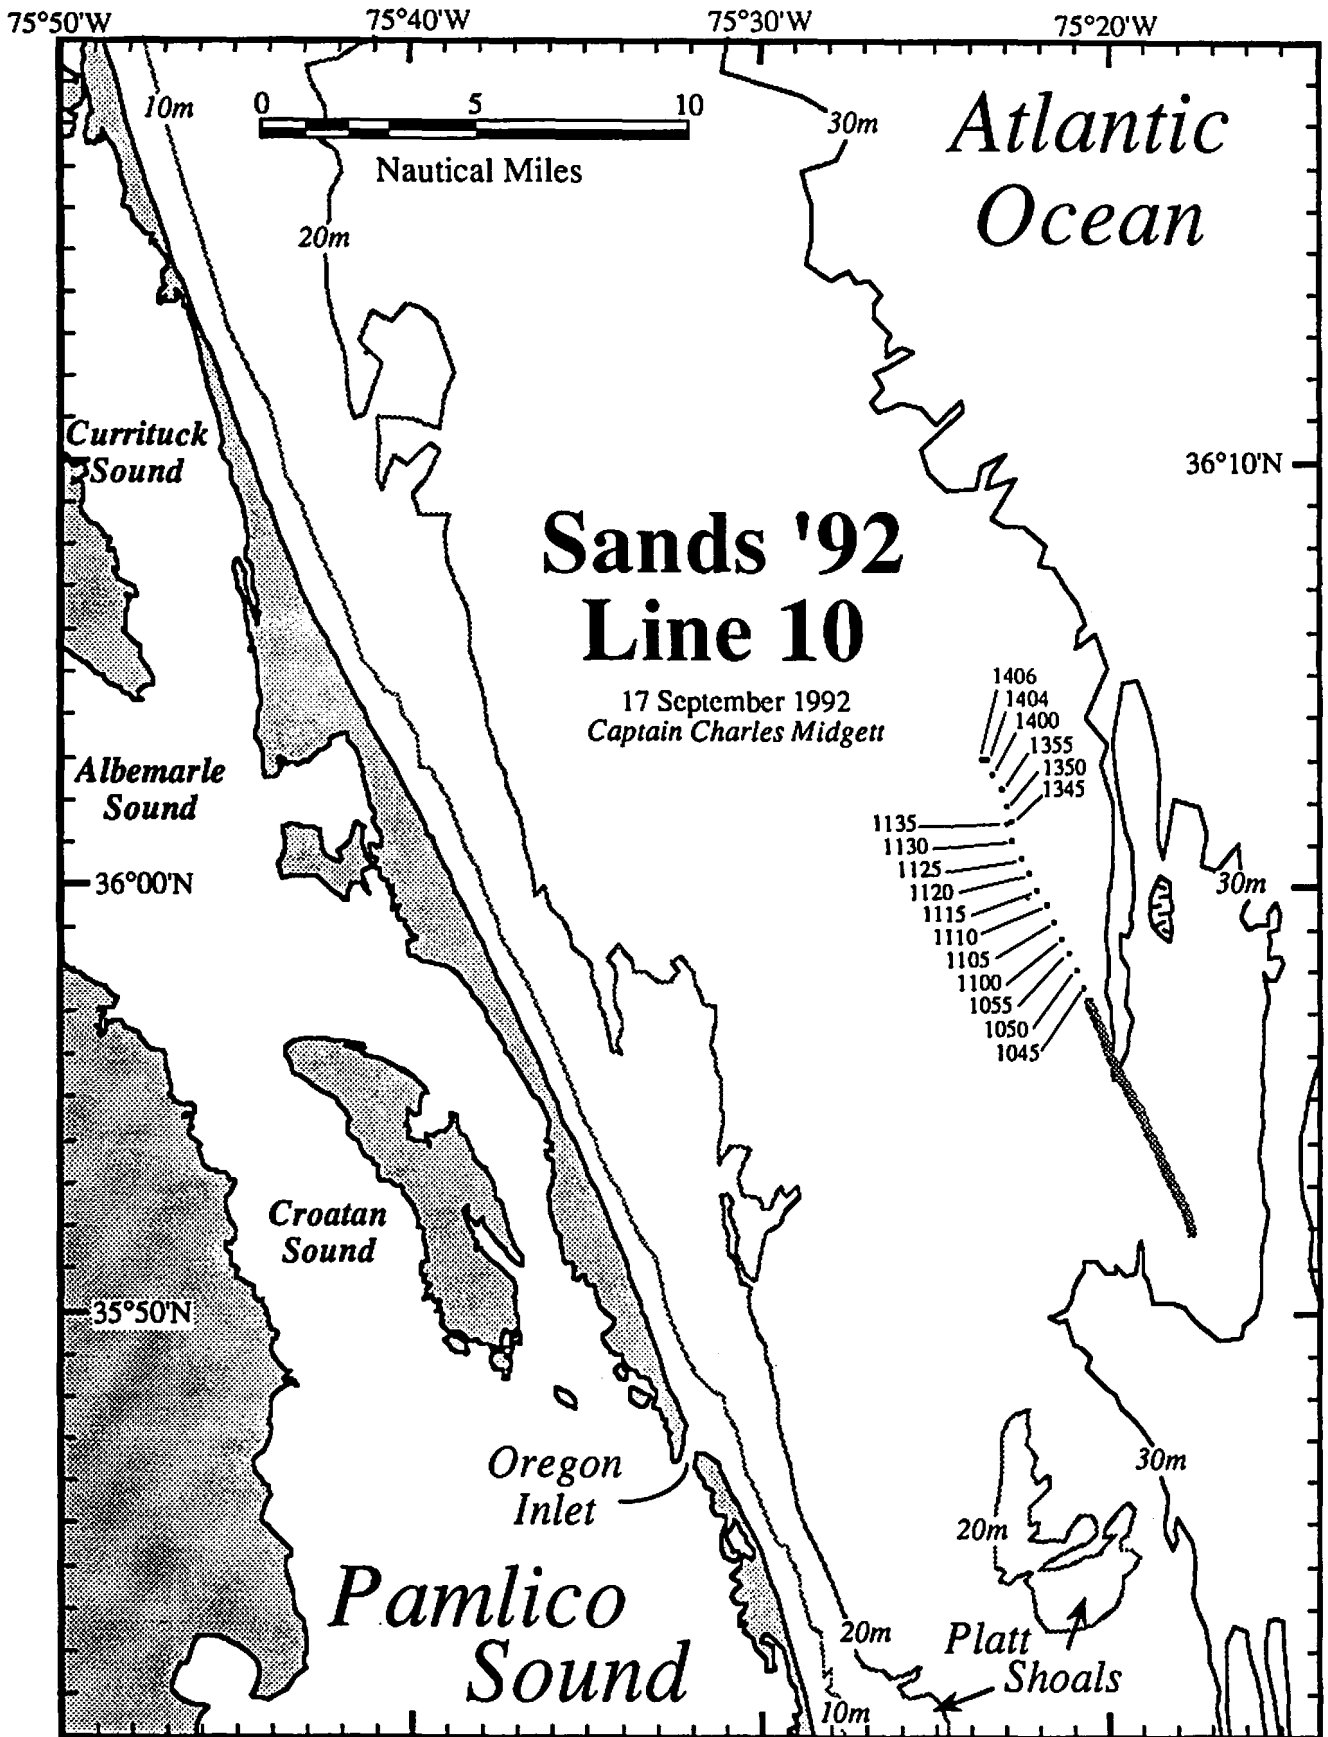 75°50'W 75°40'W 75°30'W 75°20'W
10m
0 5 10
Nautical Miles
20m
30m
Atlantic
Ocean
Currituck
Sound
36°10'N
Sands '92
Line 10
17 September 1992
Captain Charles Midgett
1406
1404
1400
1355
1350
1345
1135
1130
1125
1120
1115
1110
1105
1100
1055
1050
1045
Albemarle
Sound
36°00'N
30m
Croatan
Sound
35°50'N
Oregon
Inlet
30m
20m
Pamlico
Sound
20m
10m
Platt
Shoals